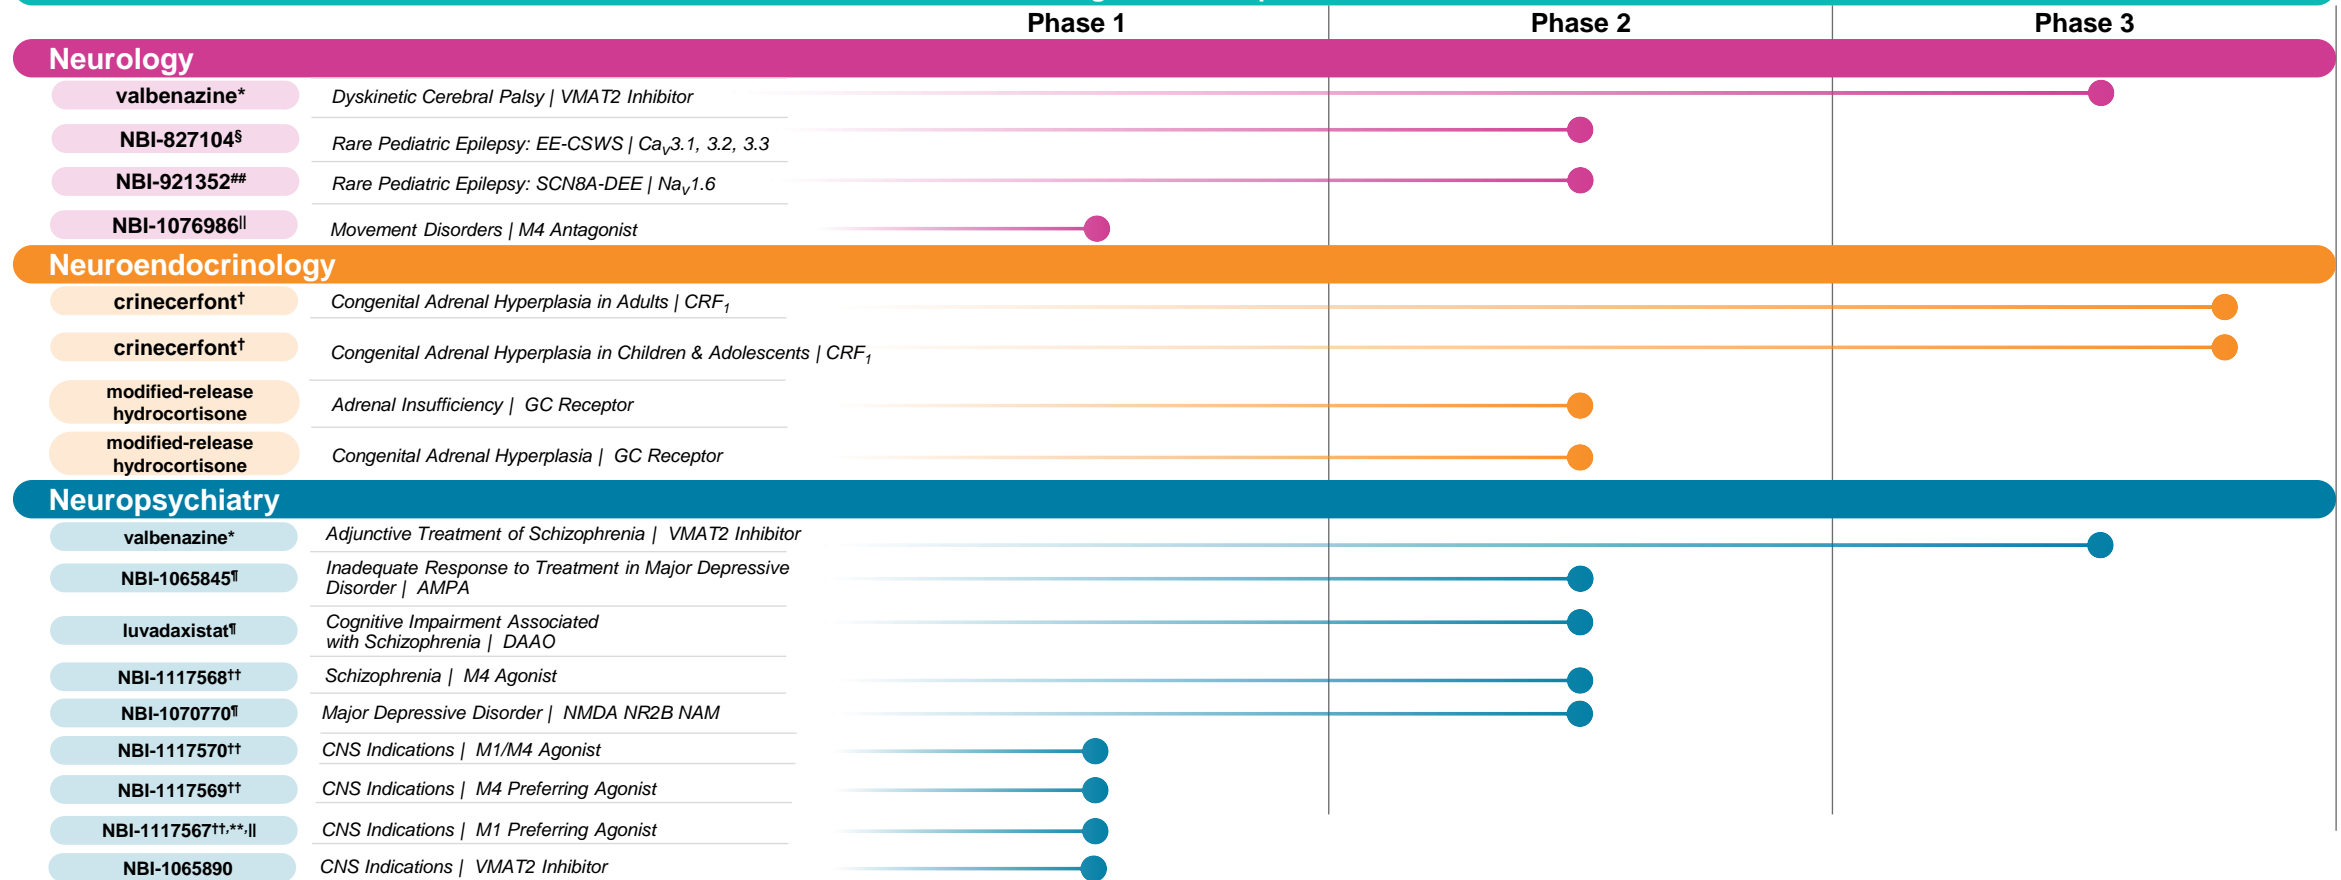 Phase 1 Phase 2 Phase 3
Neurology
valbenazine* Dyskinetic Cerebral Palsy | VMAT2 Inhibitor
NBI-827104§ Rare Pediatric Epilepsy: EE-CSWS | Cav3.1, 3.2, 3.3
NBI-921352## Rare Pediatric Epilepsy: SCN8A-DEE | Nav1.6
NBI-1076986|| Movement Disorders | M4 Antagonist
Neuroendocrinology
crinecerfont† Congenital Adrenal Hyperplasia in Adults | CRF1
crinecerfont† Congenital Adrenal Hyperplasia in Children & Adolescents | CRF1
modified-release
hydrocortisone
Adrenal Insufficiency | GC Receptor
modified-release
hydrocortisone
Congenital Adrenal Hyperplasia | GC Receptor
Neuropsychiatry
valbenazine* Adjunctive Treatment of Schizophrenia | VMAT2 Inhibitor
NBI-1065845¶
Inadequate Response to Treatment in Major Depressive
Disorder | AMPA
luvadaxistat¶
Cognitive Impairment Associated
with Schizophrenia | DAAO
NBI-1117568†† Schizophrenia | M4 Agonist
NBI-1070770¶ Major Depressive Disorder | NMDA NR2B NAM
NBI-1117570†† CNS Indications | M1/M4 Agonist
NBI-1117569†† CNS Indications | M4 Preferring Agonist
NBI-1117567††,**,|| CNS Indications | M1 Preferring Agonist
NBI-1065890 CNS Indications | VMAT2 Inhibitor